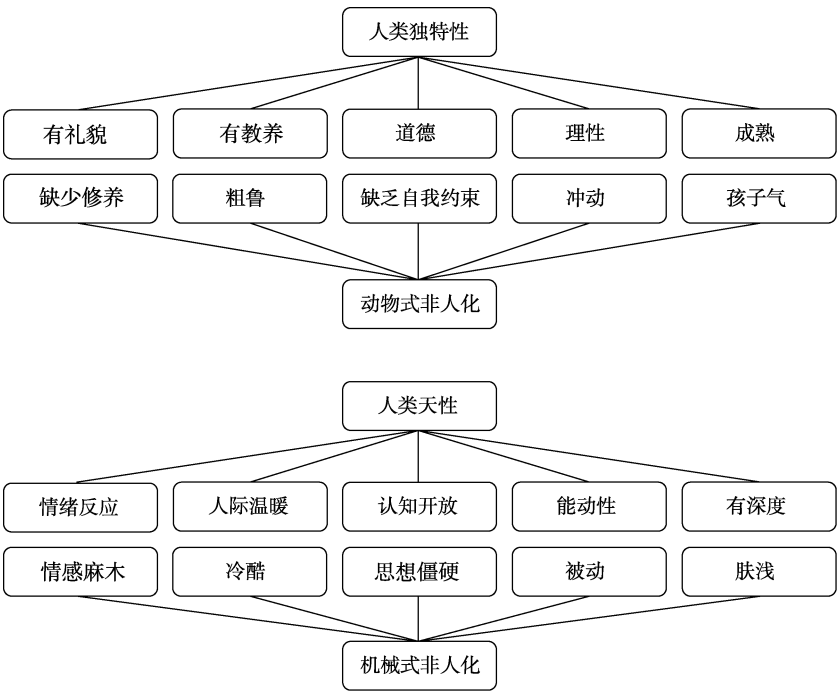 人类独特性
有礼貌 有教养 道德 理性 成熟
缺少修养 粗鲁 缺乏自我约束 冲动 孩子气
动物式非人化
人类天性
情绪反应 人际温暖 认知开放 能动性 有深度
情感麻木 冷酷 思想僵硬 被动 肤浅
机械式非人化